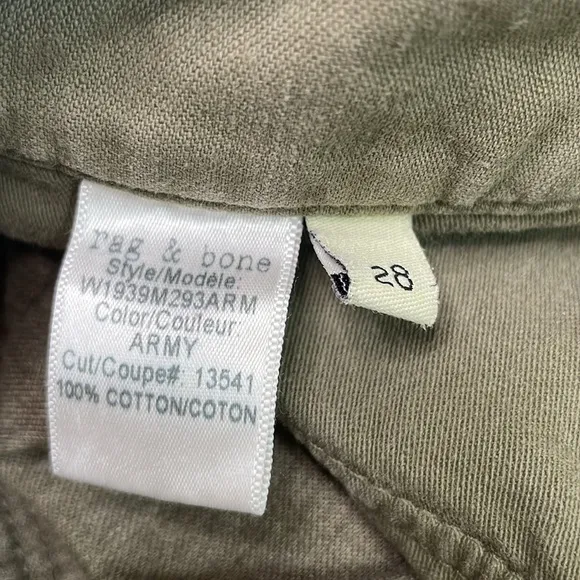 rag & bone
Style/Modèle:
W1939M293ARM
Color/Couleur:
ARMY
Cut/Coupe#: 13541
100% COTTON/COTON
28